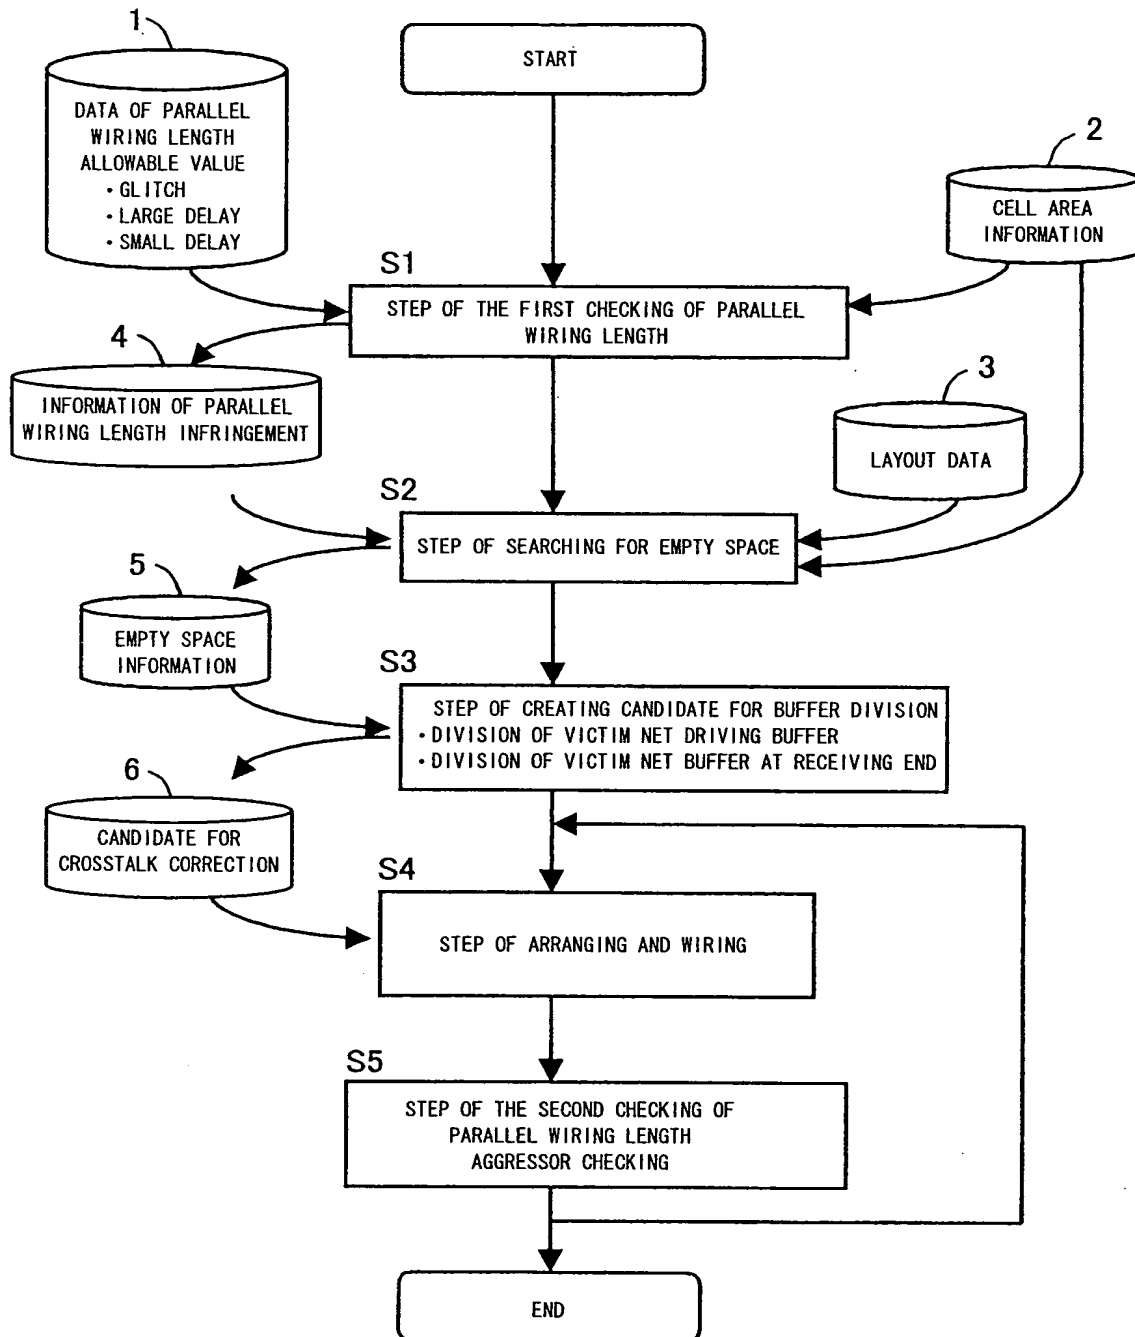 1
START
DATA OF PARALLEL
WIRING LENGTH
ALLOWABLE VALUE
・GLITCH
・LARGE DELAY
・SMALL DELAY
2
CELL AREA
INFORMATION
S1
STEP OF THE FIRST CHECKING OF PARALLEL
WIRING LENGTH
4
INFORMATION OF PARALLEL
WIRING LENGTH INFRINGEMENT
3
LAYOUT DATA
S2
STEP OF SEARCHING FOR EMPTY SPACE
5
EMPTY SPACE
INFORMATION
S3
STEP OF CREATING CANDIDATE FOR BUFFER DIVISION
・DIVISION OF VICTIM NET DRIVING BUFFER
・DIVISION OF VICTIM NET BUFFER AT RECEIVING END
6
CANDIDATE FOR
CROSSTALK CORRECTION
S4
STEP OF ARRANGING AND WIRING
S5
STEP OF THE SECOND CHECKING OF
PARALLEL WIRING LENGTH
AGGRESSOR CHECKING
END